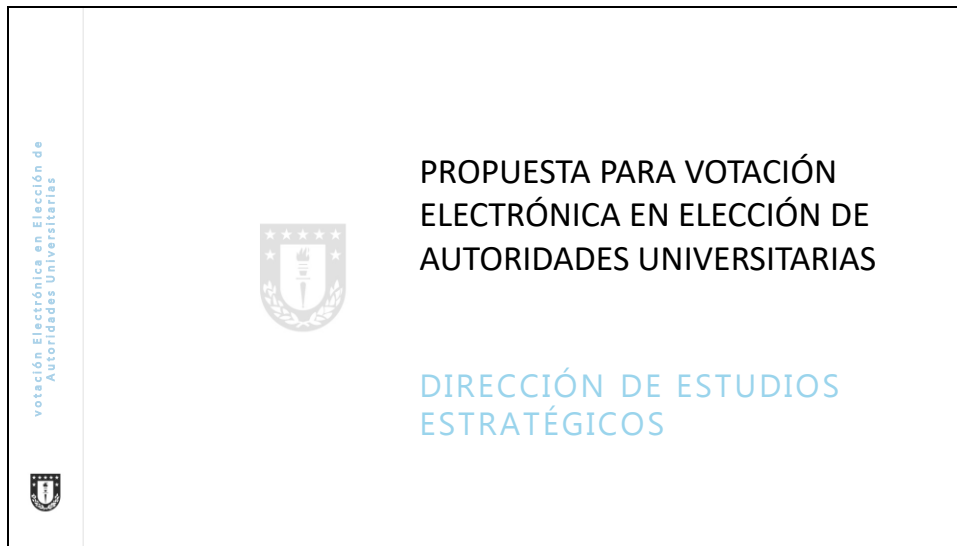 votación Electrónica en Elección de
Autoridades Universitarias
PROPUESTA PARA VOTACIÓN
ELECTRÓNICA EN ELECCIÓN DE
AUTORIDADES UNIVERSITARIAS
DIRECCIÓN DE ESTUDIOS
ESTRATÉGICOS